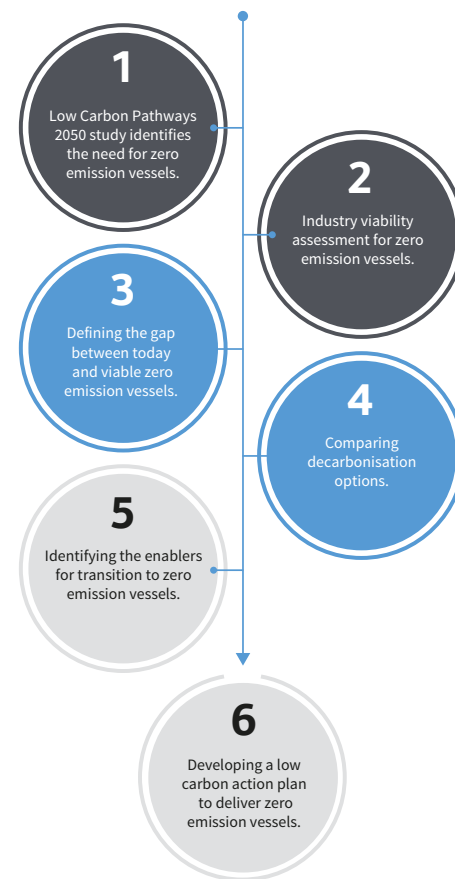 1
Low Carbon Pathways
2050 study identifies
the need for zero
emission vessels.
2
Industry viability
assessment for zero
emission vessels.
3
Defining the gap
between today
and viable zero
emission vessels.
4
Comparing
decarbonisation
options.
5
Identifying the enablers
for transition to zero
emission vessels.
6
Developing a low
carbon action plan
to deliver zero
emission vessels.